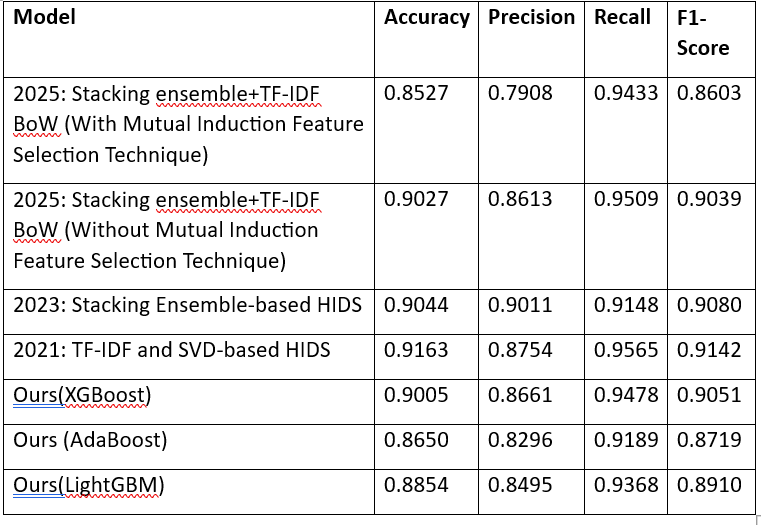 Model Accuracy Precision Recall F1-
Score
2025: Stacking ensemble+TF-IDF 0.8527 0.7908 0.9433 0.8603
BoW (With Mutual Induction Feature
Selection Technique)
2025: Stacking ensemble+TF-IDF 0.9027 0.8613 0.9509 0.9039
BoW (Without Mutual Induction
Feature Selection Technique)
2023: Stacking Ensemble-based HIDS 0.9044 0.9011 0.9148 0.9080
2021: TF-IDF and SVD-based HIDS 0.9163 0.8754 0.9565 0.9142
Ours(XGBoost) 0.9005 0.8661 0.9478 0.9051
Ours (AdaBoost) 0.8650 0.8296 0.9189 0.8719
Ours(LightGBM) 0.8854 0.8495 0.9368 0.8910